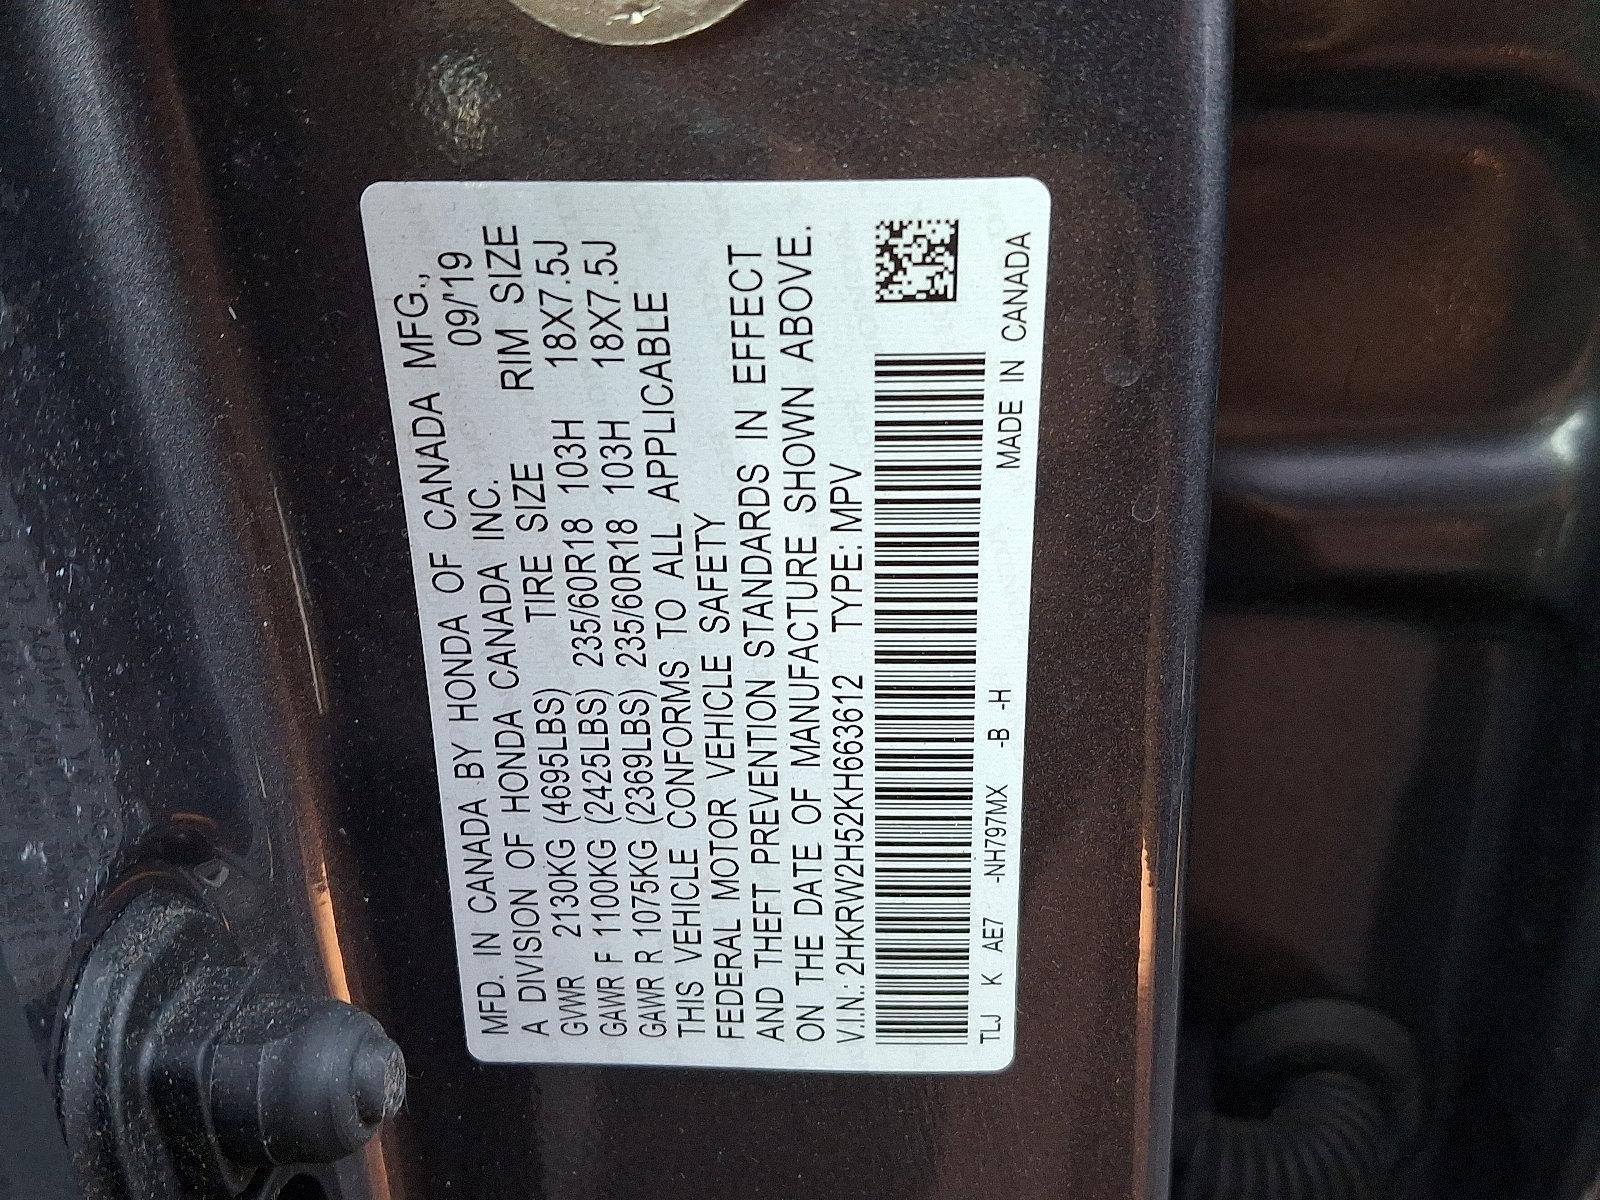 MFD. IN CANADA BY HONDA OF CANADA MFG.,
A DIVISION OF HONDA CANADA INC. 09/'19
TIRE SIZE RIM SIZE
GVWR 2130KG (4695LBS)
GAWR F 1100KG (2425LBS) 235/60R18 103H 18X7.5J
GAWR R 1075KG (2369LBS) 235/60R18 103H 18X7.5J
THIS VEHICLE CONFORMS TO ALL APPLICABLE
FEDERAL MOTOR VEHICLE SAFETY
AND THEFT PREVENTION STANDARDS IN EFFECT
ON THE DATE OF MANUFACTURE SHOWN ABOVE.
V.I.N.: 2HKRW2H52KH663612 TYPE: MPV
TLJ K AE7 -NH797MX -B -H MADE IN CANADA